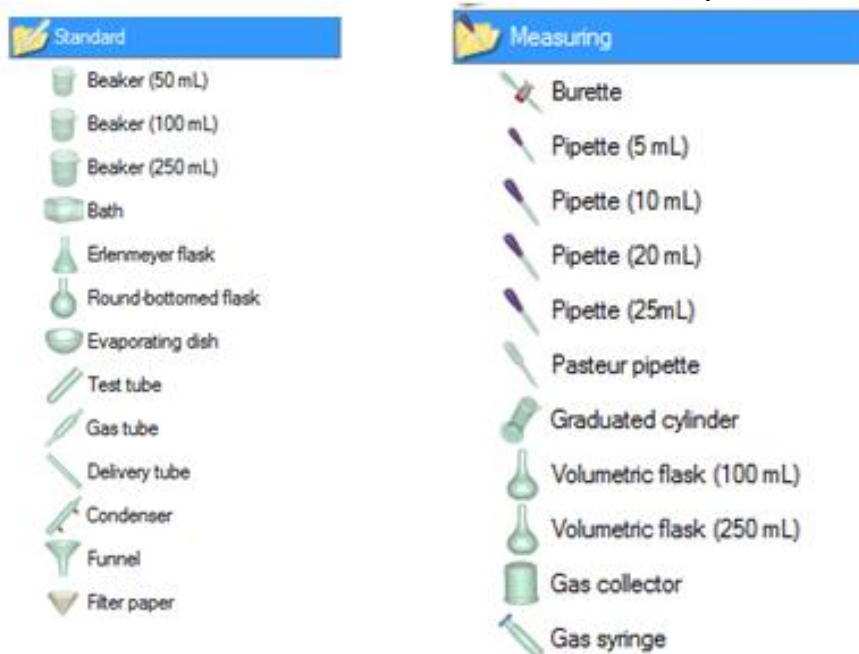 Standard
Beaker (50 mL)
Beaker (100 mL)
Beaker (250 mL)
Bath
Erlenmeyer flask
Round-bottomed flask
Evaporating dish
Test tube
Gas tube
Delivery tube
Condenser
Funnel
Filter paper
Measuring
Burette
Pipette (5 mL)
Pipette (10 mL)
Pipette (20 mL)
Pipette (25mL)
Pasteur pipette
Graduated cylinder
Volumetric flask (100 mL)
Volumetric flask (250 mL)
Gas collector
Gas syringe